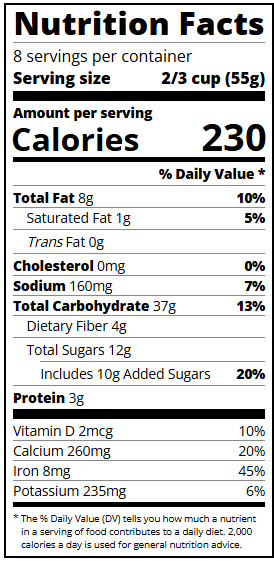 Nutrition Facts
8 servings per container
Serving size 2/3 cup (55g)
Amount per serving
Calories 230
% Daily Value *
Total Fat 8g 10%
Saturated Fat 1g 5%
Trans Fat 0g
Cholesterol 0mg 0%
Sodium 160mg 7%
Total Carbohydrate 37g 13%
Dietary Fiber 4g
Total Sugars 12g
Includes 10g Added Sugars 20%
Protein 3g
Vitamin D 2mcg 10%
Calcium 260mg 20%
Iron 8mg 45%
Potassium 235mg 6%
* The % Daily Value (DV) tells you how much a nutrient
in a serving of food contributes to a daily diet. 2,000
calories a day is used for general nutrition advice.